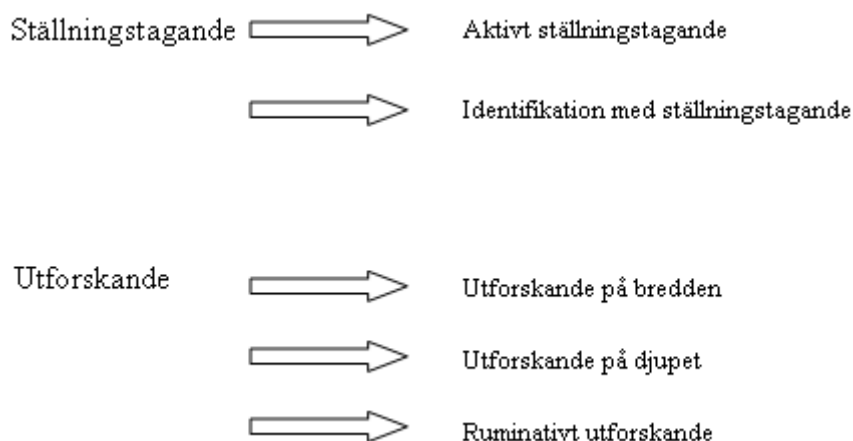 Ställningstagande Aktivt ställningstagande
Identifikation med ställningstagande
Utforskande Utforskande på bredden
Utforskande på djupet
Ruminativt utforskande